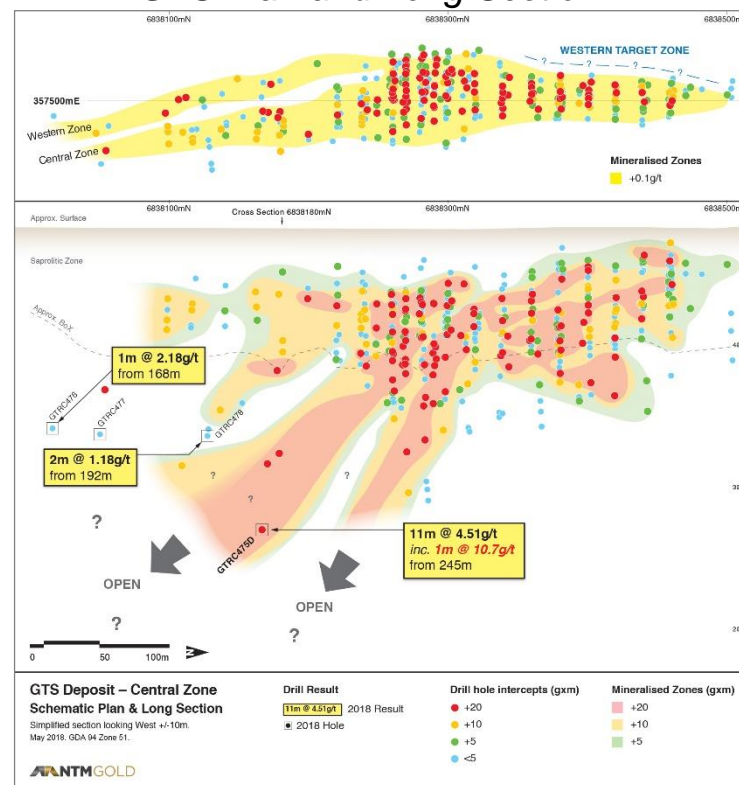 6838100mN
6838300mN
6838500m
WESTERN TARGET ZONE
? ? ? ?
357500mE
Western Zone
Central Zone
Mineralised Zones
+0.1g/t
6838100mN
Cross Section 6838180mN
6838300mN
6838500m
Approx. Surface
Saprolitic Zone
Approx. BoX
1m @ 2.18g/t
from 168m
GTRC476
GTRC477
GTRC478
2m @ 1.18g/t
from 192m
?
?
?
?
GTRC475D
11m @ 4.51g/t
inc. 1m @ 10.7g/t
from 245m
OPEN
OPEN
?
?
0 50 100m
N
GTS Deposit – Central Zone
Schematic Plan & Long Section
Simplified section looking West +/-10m.
May 2018. GDA 94 Zone 51.
NTMGOLD
Drill Result
11m @ 4.51g/t 2018 Result
2018 Hole
Drill hole intercepts (gxm)
+20
+10
+5
<5
Mineralised Zones (gxm)
+20
+10
+5